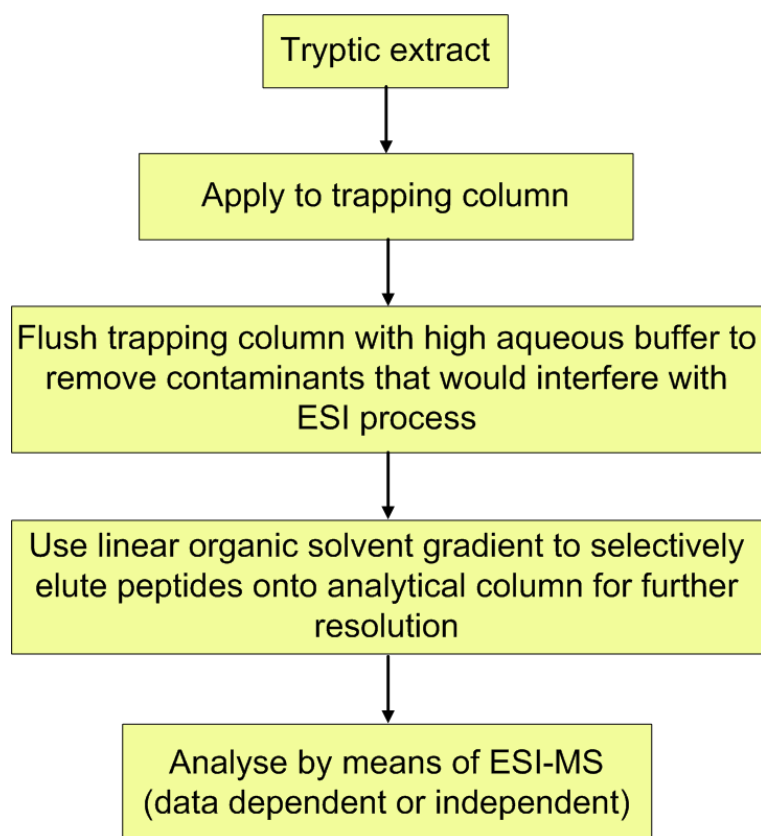 Tryptic extract
Apply to trapping column
Flush trapping column with high aqueous buffer to
remove contaminants that would interfere with
ESI process
Use linear organic solvent gradient to selectively
elute peptides onto analytical column for further
resolution
Analyse by means of ESI-MS
(data dependent or independent)